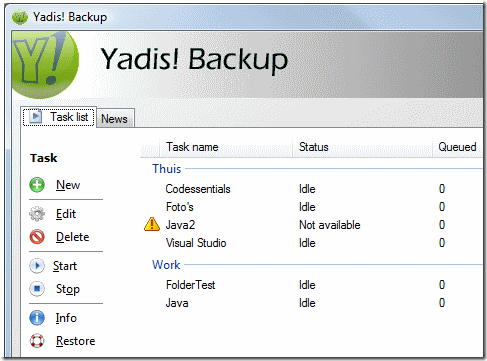 Yadis! Backup
Y!
Yadis! Backup
Task list News
Task
New
Edit
Delete
Start
Stop
Info
Restore
Task name Status Queued
Thuis
Codessentials Idle 0
Foto's Idle 0
Java2 Not available 0
Visual Studio Idle 0
Work
FolderTest Idle 0
Java Idle 0